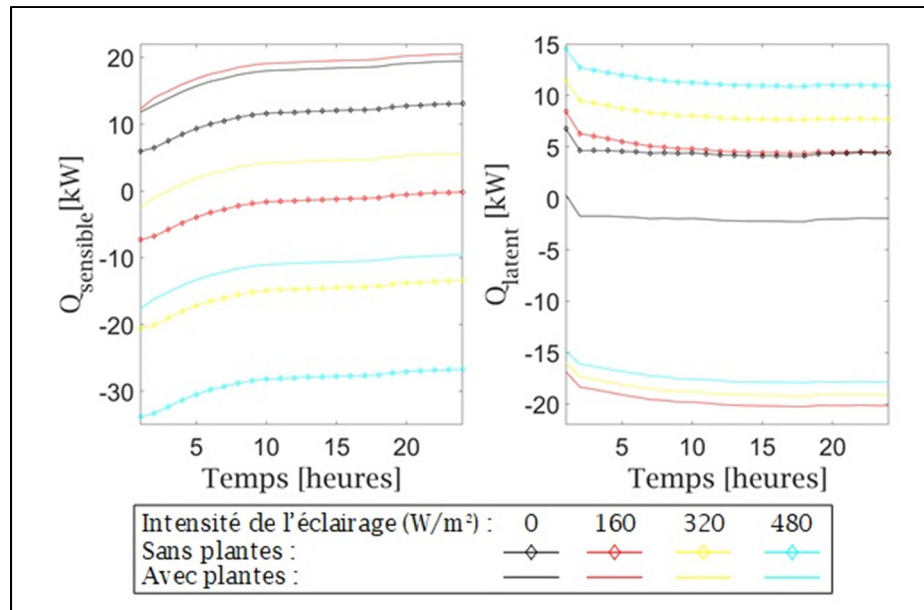 20
10
0
-10
-20
-30
Q_sensible [kW]
5 10 15 20
Temps [heures]
15
10
5
0
-5
-10
-15
-20
Q_latent [kW]
5 10 15 20
Temps [heures]
Intensité de l'éclairage (W/m²) : 0 160 320 480
Sans plantes :
Avec plantes :